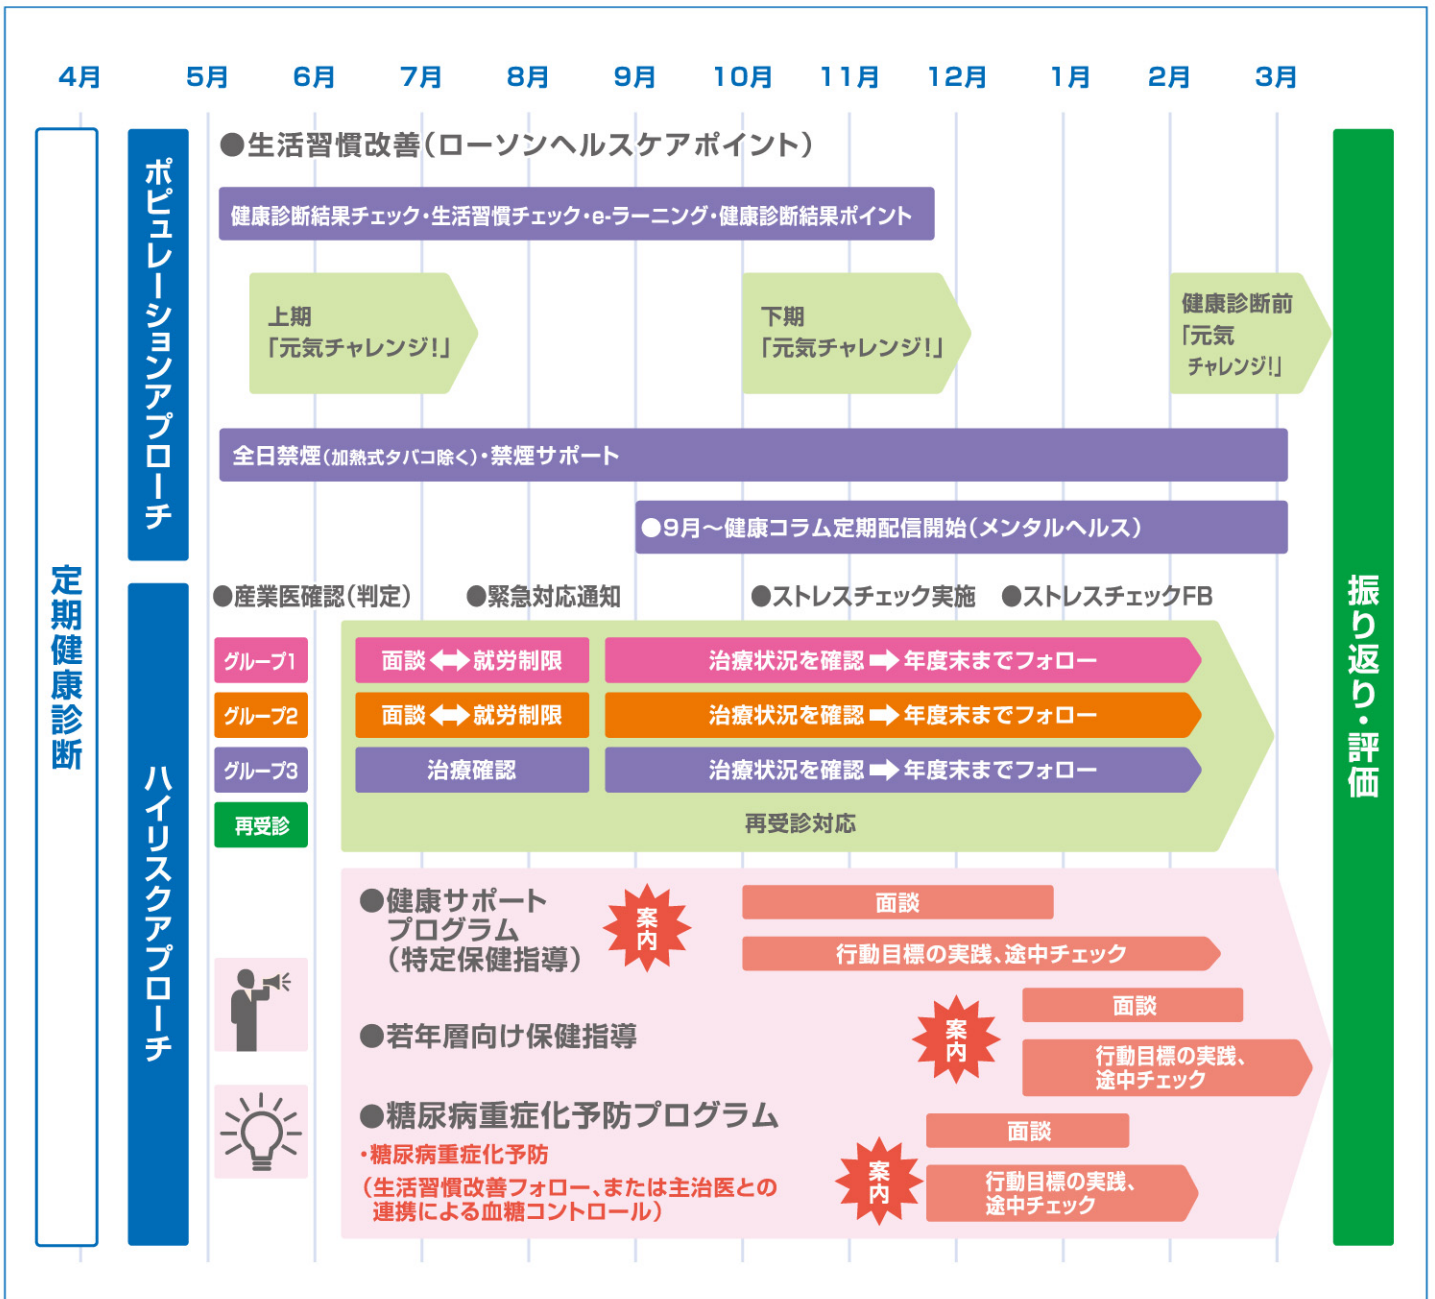 4月 5月 6月 7月 8月 9月 10月 11月 12月 1月 2月 3月
定期健康診断
ポピュレーションアプローチ
●生活習慣改善(ローソンヘルスケアポイント)
健康診断結果チェック・生活習慣チェック・e-ラーニング・健康診断結果ポイント
上期
「元気チャレンジ!」
下期
「元気チャレンジ!」
健康診断前
「元気
チャレンジ!」
全日禁煙(加熱式タバコ除く)・禁煙サポート
●9月～健康コラム定期配信開始(メンタルヘルス)
ハイリスクアプローチ
●産業医確認(判定) ●緊急対応通知 ●ストレスチェック実施 ●ストレスチェックFB
グループ1 面談⬌就労制限 治療状況を確認➡年度末までフォロー
グループ2 面談⬌就労制限 治療状況を確認➡年度末までフォロー
グループ3 治療確認 治療状況を確認➡年度末までフォロー
再受診 再受診対応
●健康サポート
プログラム
(特定保健指導)
案内
面談
行動目標の実践、途中チェック
●若年層向け保健指導
案内
面談
行動目標の実践、
途中チェック
●糖尿病重症化予防プログラム
・糖尿病重症化予防
(生活習慣改善フォロー、または主治医との
連携による血糖コントロール)
案内
面談
行動目標の実践、
途中チェック
振り返り・評価